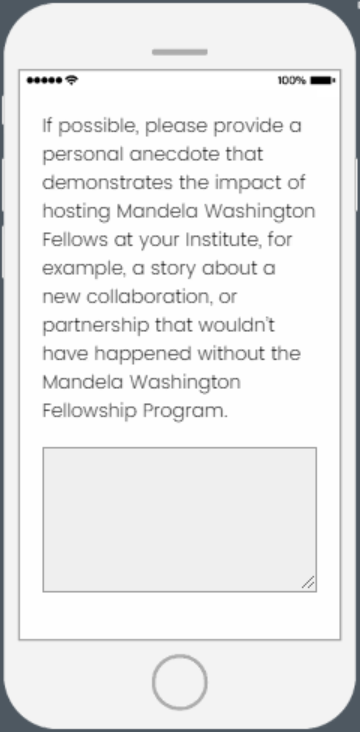 100%
If possible, please provide a
personal anecdote that
demonstrates the impact of
hosting Mandela Washington
Fellows at your Institute, for
example, a story about a
new collaboration, or
partnership that wouldn't
have happened without the
Mandela Washington
Fellowship Program.